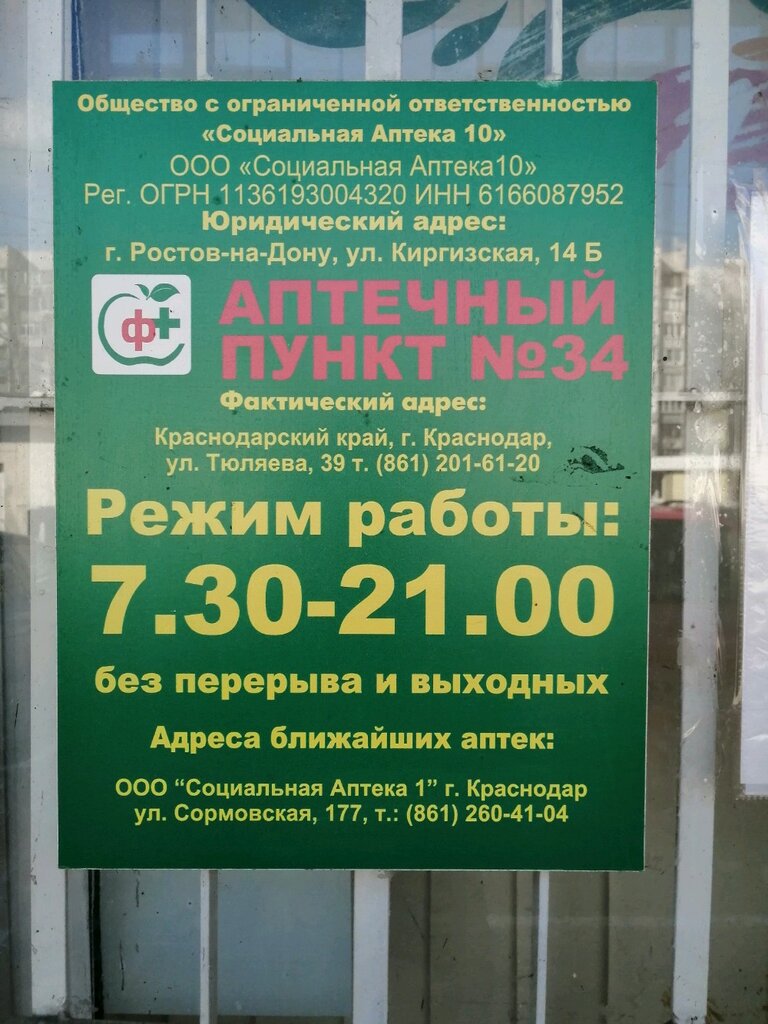 Общество с ограниченной ответственностью
«Социальная Аптека 10»
ООО «Социальная Аптека10»
Рег. ОГРН 1136193004320 ИНН 6166087952
Юридический адрес:
г. Ростов-на-Дону, ул. Киргизская, 14 Б
ф+
АПТЕЧНЫЙ
ПУНКТ №34
Фактический адрес:
Краснодарский край, г. Краснодар,
ул. Тюляева, 39 т. (861) 201-61-20
Режим работы:
7.30-21.00
без перерыва и выходных
Адреса ближайших аптек:
ООО “Социальная Аптека 1” г. Краснодар
ул. Сормовская, 177, т.: (861) 260-41-04